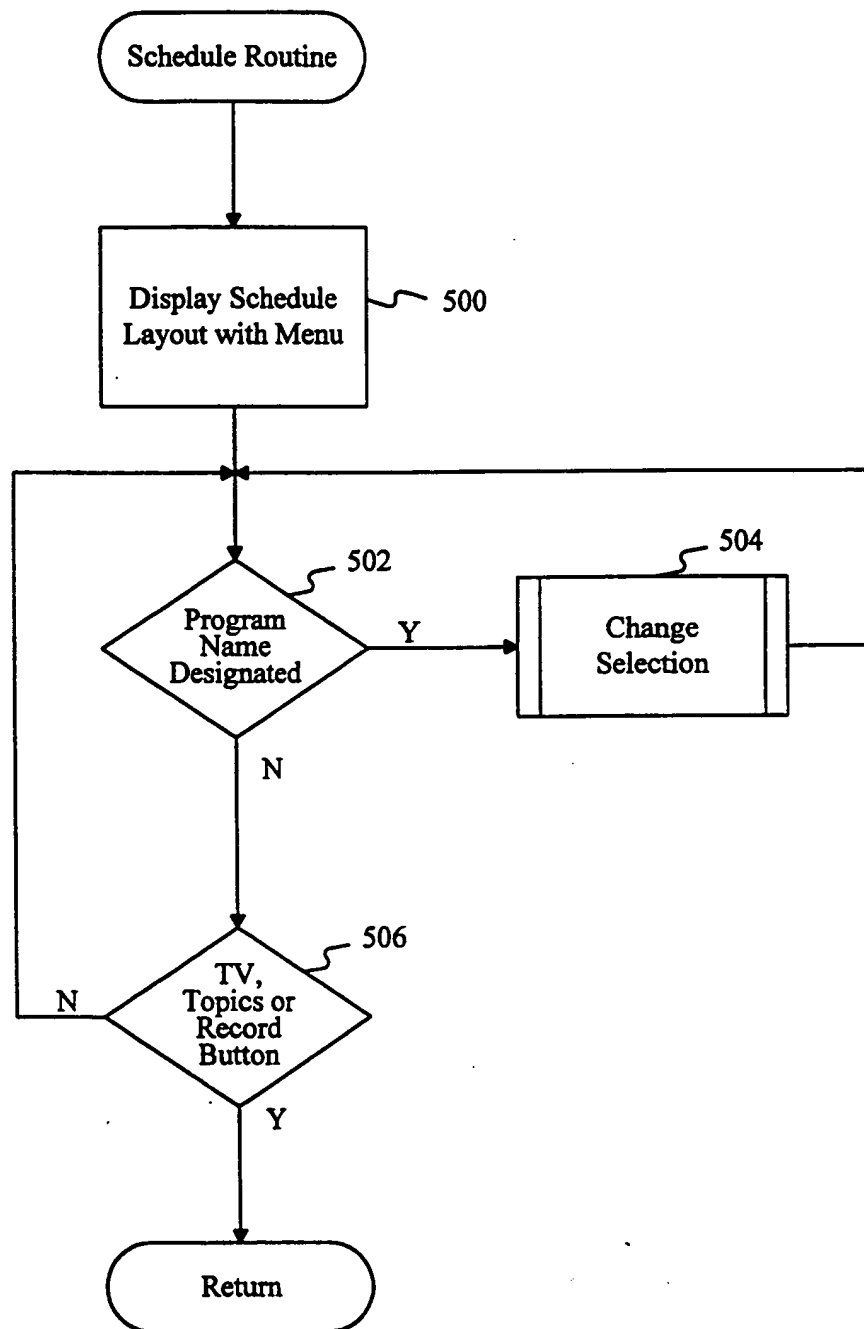 Schedule Routine
Display Schedule
Layout with Menu
500
502
504
Program
Name
Designated
Y
Change
Selection
N
506
TV,
Topics or
Record
Button
N
Y
Return